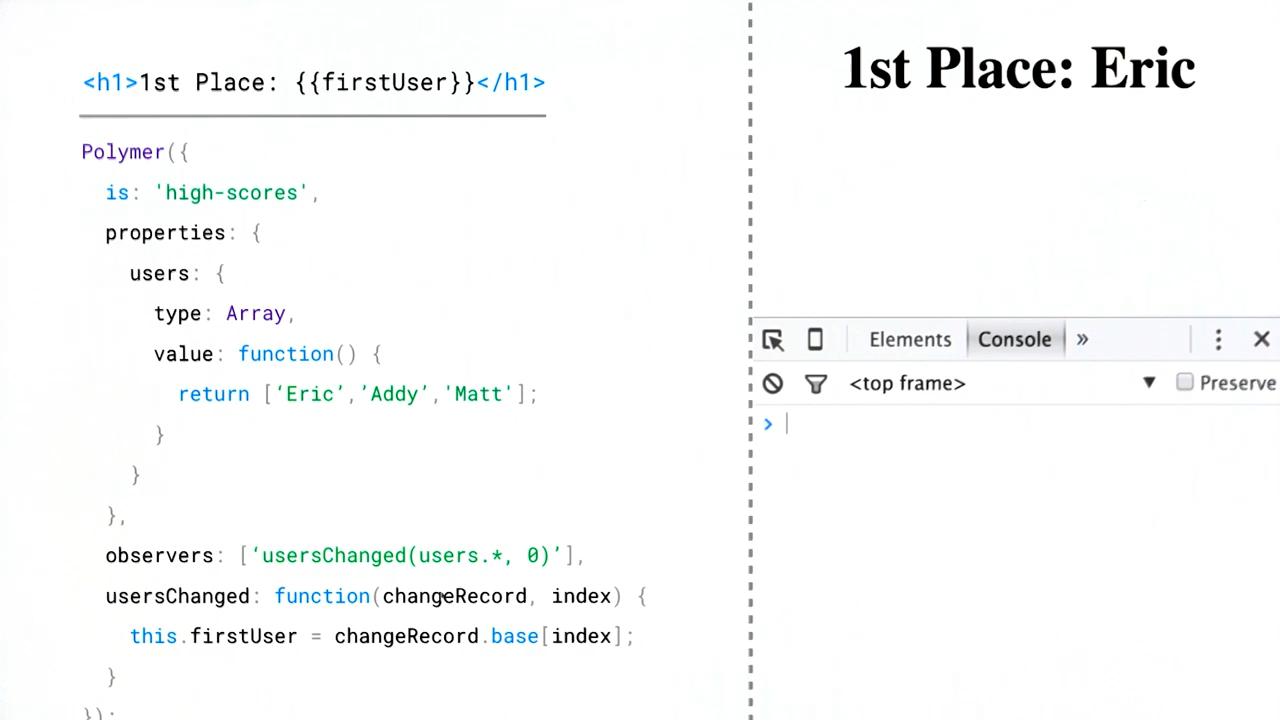 <h1>1st Place: {{firstUser}}</h1>
Polymer({
is: 'high-scores',
properties: {
users: {
type: Array,
value: function() {
return [‘Eric’,’Addy’,'Matt'];
}
}
},
observers: [‘usersChanged(users.*, 0)’],
usersChanged: function(changeRecord, index) {
this.firstUser = changeRecord.base[index];
}
});
1st Place: Eric
Elements Console »
<top frame> ▼ Preserve
>